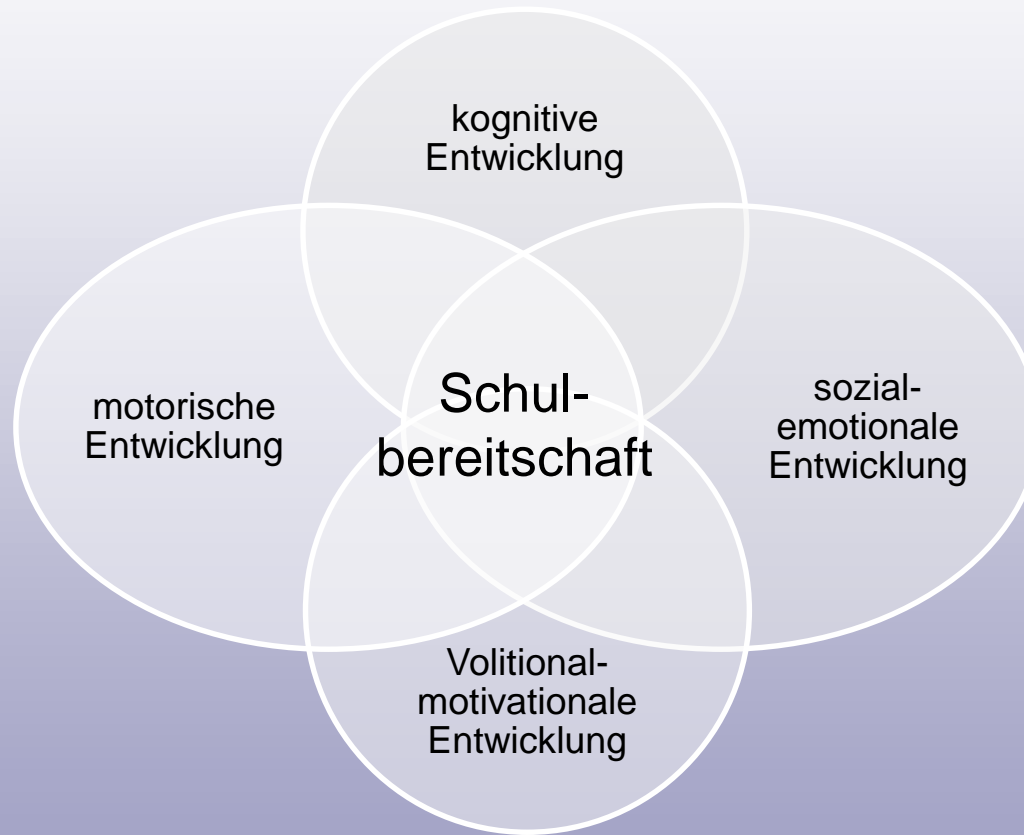 kognitive
Entwicklung
motorische
Entwicklung
Schul-
bereitschaft
sozial-
emotionale
Entwicklung
Volitional-
motivationale
Entwicklung